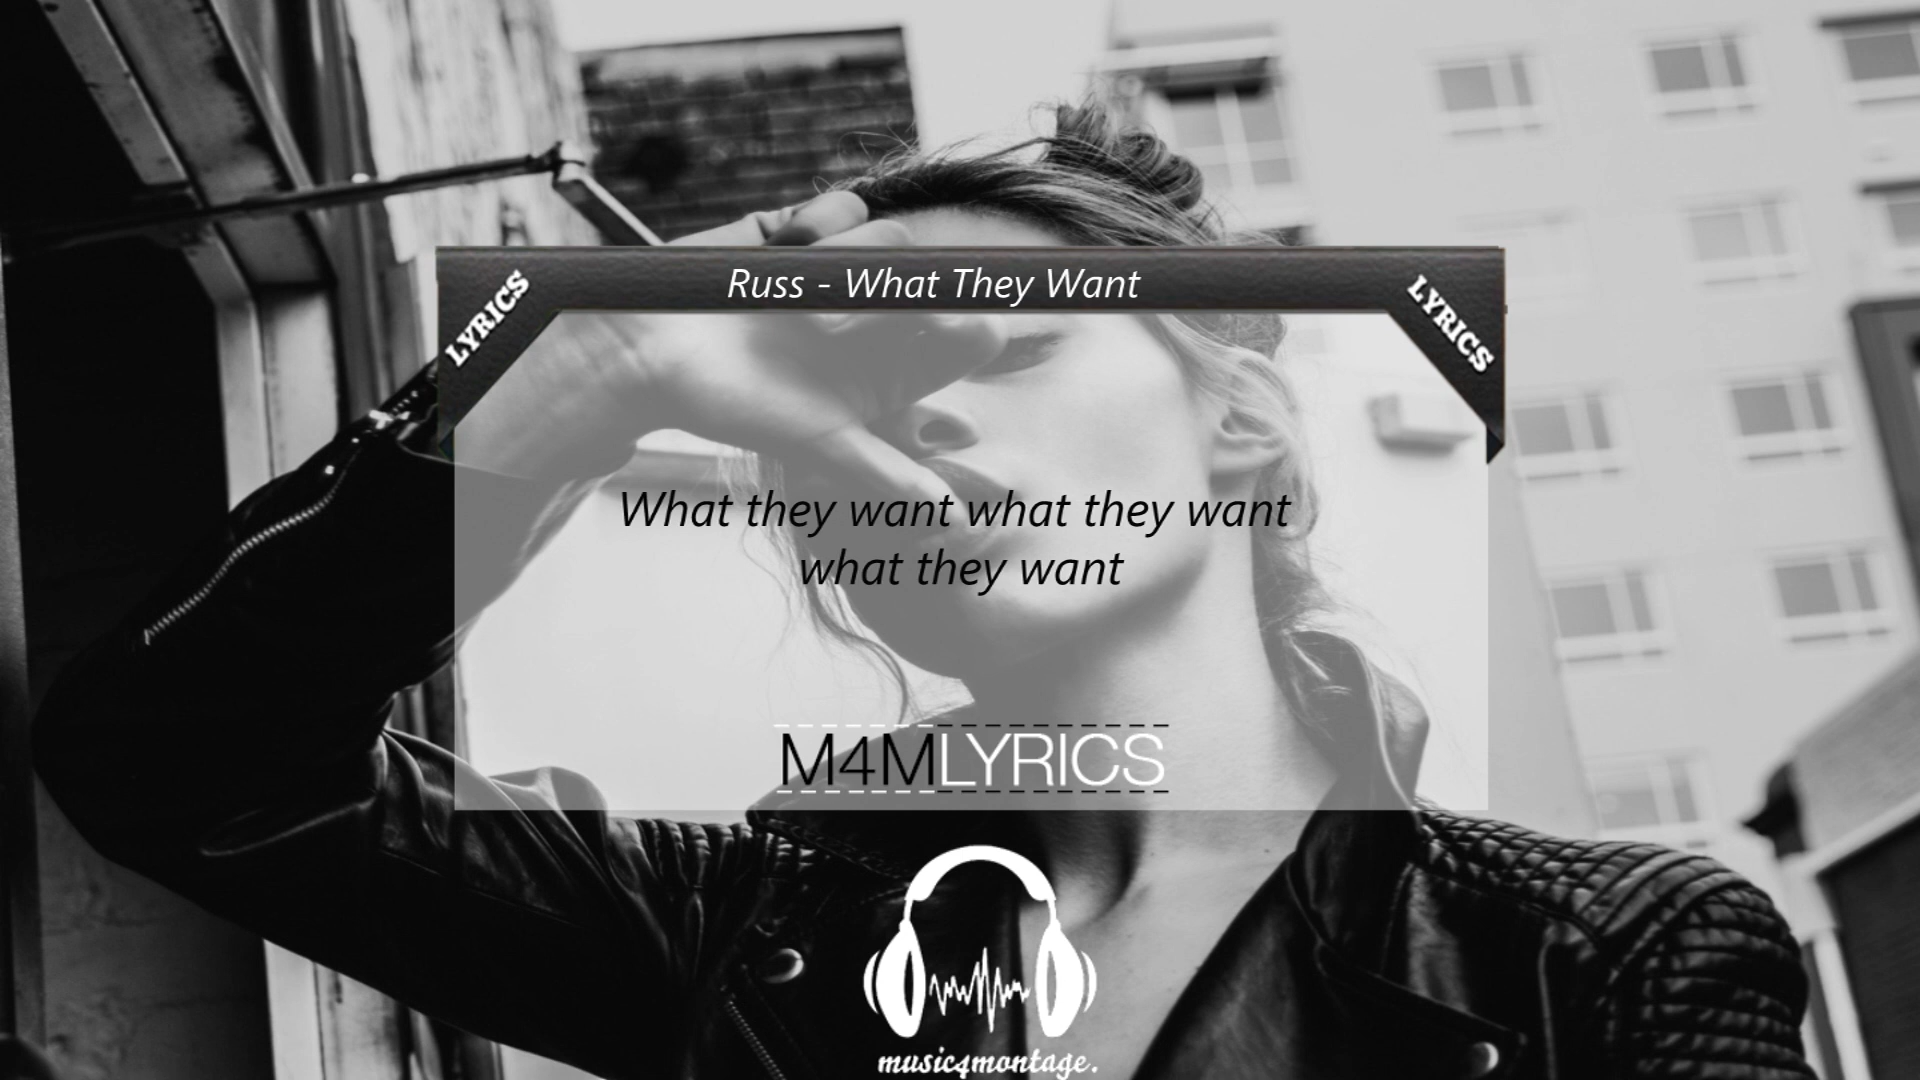 Russ - What They Want
LYRICS
LYRICS
What they want what they want
what they want
M4MLYRICS
music4montage.